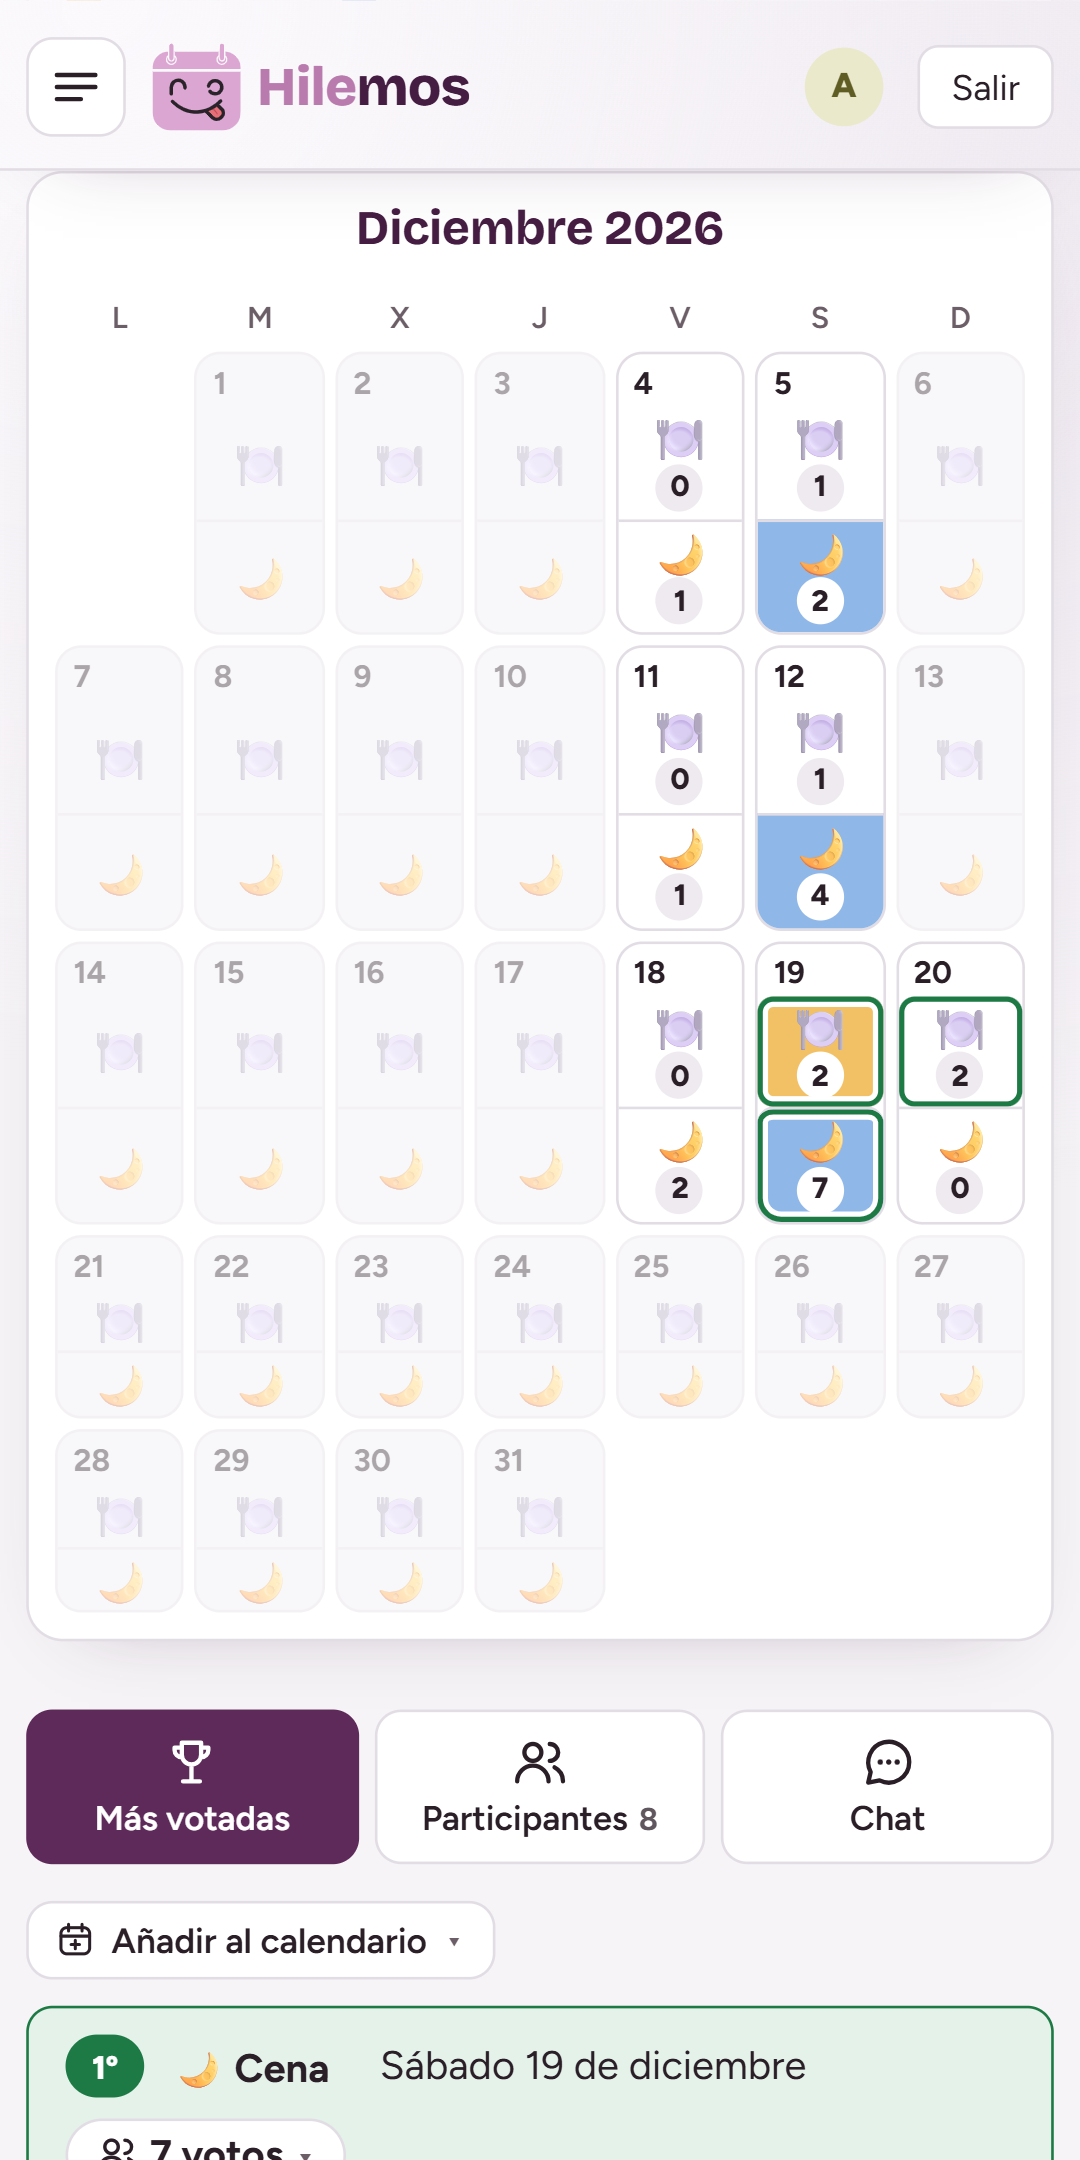 Hilemos
A
Salir
Diciembre 2026
L M X J V S D
1 2 3 4 5 6
0 1
1 2
7 8 9 10 11 12 13
0 1
1 4
14 15 16 17 18 19 20
0 2 2
2 7 0
21 22 23 24 25 26 27
28 29 30 31
Más votadas
Participantes 8
Chat
Añadir al calendario
1º Cena Sábado 19 de diciembre
7 votos